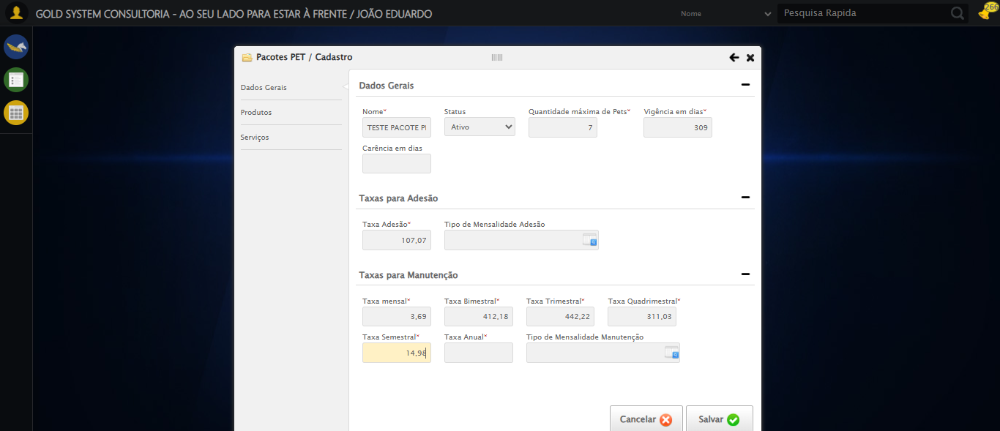 GOLD SYSTEM CONSULTORIA - AO SEU LADO PARA ESTAR À FRENTE / JOÃO EDUARDO
Nome
Pesquisa Rapida
266
Pacotes PET / Cadastro
Dados Gerais
Produtos
Serviços
Dados Gerais
Nome* Status Quantidade máxima de Pets* Vigência em dias*
TESTE PACOTE Ativo 7 309
Carência em dias
Taxas para Adesão
Taxa Adesão* Tipo de Mensalidade Adesão
107,07
Taxas para Manutenção
Taxa mensal* Taxa Bimestral* Taxa Trimestral* Taxa Quadrimestral*
3,69 412,18 442,22 311,03
Taxa Semestral* Taxa Anual* Tipo de Mensalidade Manutenção
14,98
Cancelar Salvar